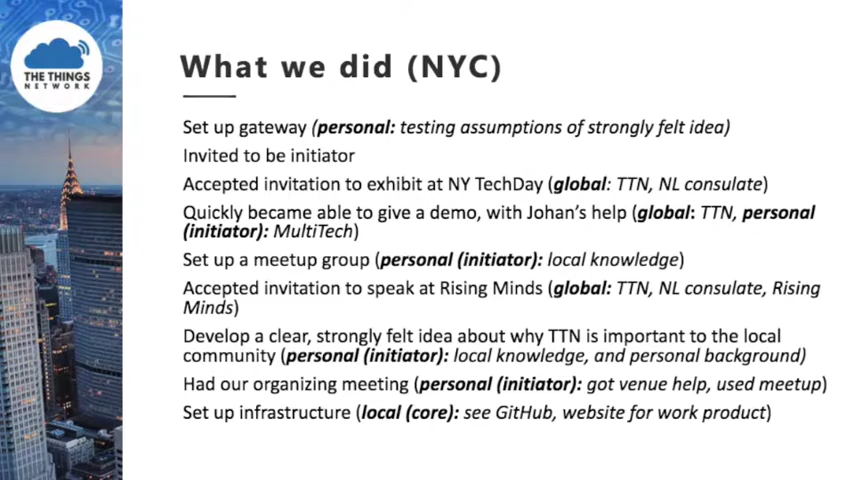 THE THINGS
NETWORK
What we did (NYC)
Set up gateway (personal: testing assumptions of strongly felt idea)
Invited to be initiator
Accepted invitation to exhibit at NY TechDay (global: TTN, NL consulate)
Quickly became able to give a demo, with Johan’s help (global: TTN, personal
(initiator): MultiTech)
Set up a meetup group (personal (initiator): local knowledge)
Accepted invitation to speak at Rising Minds (global: TTN, NL consulate, Rising
Minds)
Develop a clear, strongly felt idea about why TTN is important to the local
community (personal (initiator): local knowledge, and personal background)
Had our organizing meeting (personal (initiator): got venue help, used meetup)
Set up infrastructure (local (core): see GitHub, website for work product)